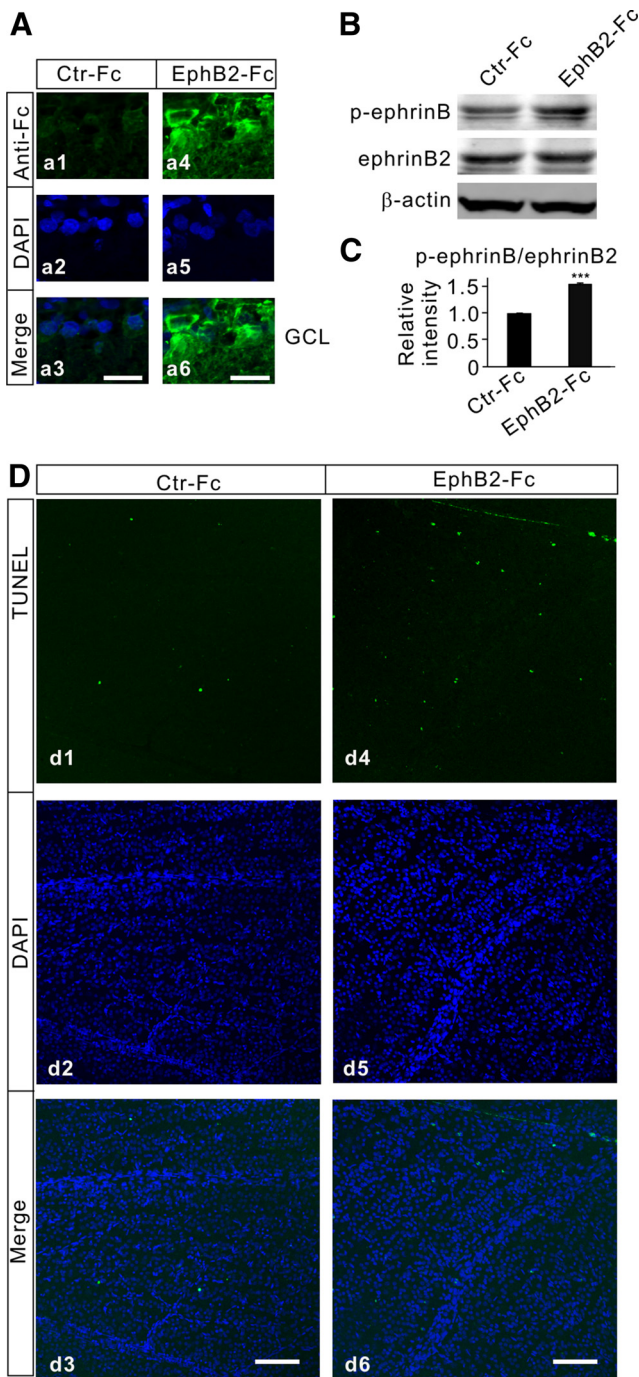 A
Ctr-Fc EphB2-Fc
Anti-Fc
a1 a4
DAPI
a2 a5
Merge
a3 a6
GCL
B
Ctr-Fc EphB2-Fc
p-ephrinB
ephrinB2
β-actin
C
p-ephrinB/ephrinB2
Relative
intensity
1.5
1.0
0.5
0
***
Ctr-Fc
EphB2-Fc
D
Ctr-Fc EphB2-Fc
TUNEL
d1 d4
DAPI
d2 d5
Merge
d3 d6